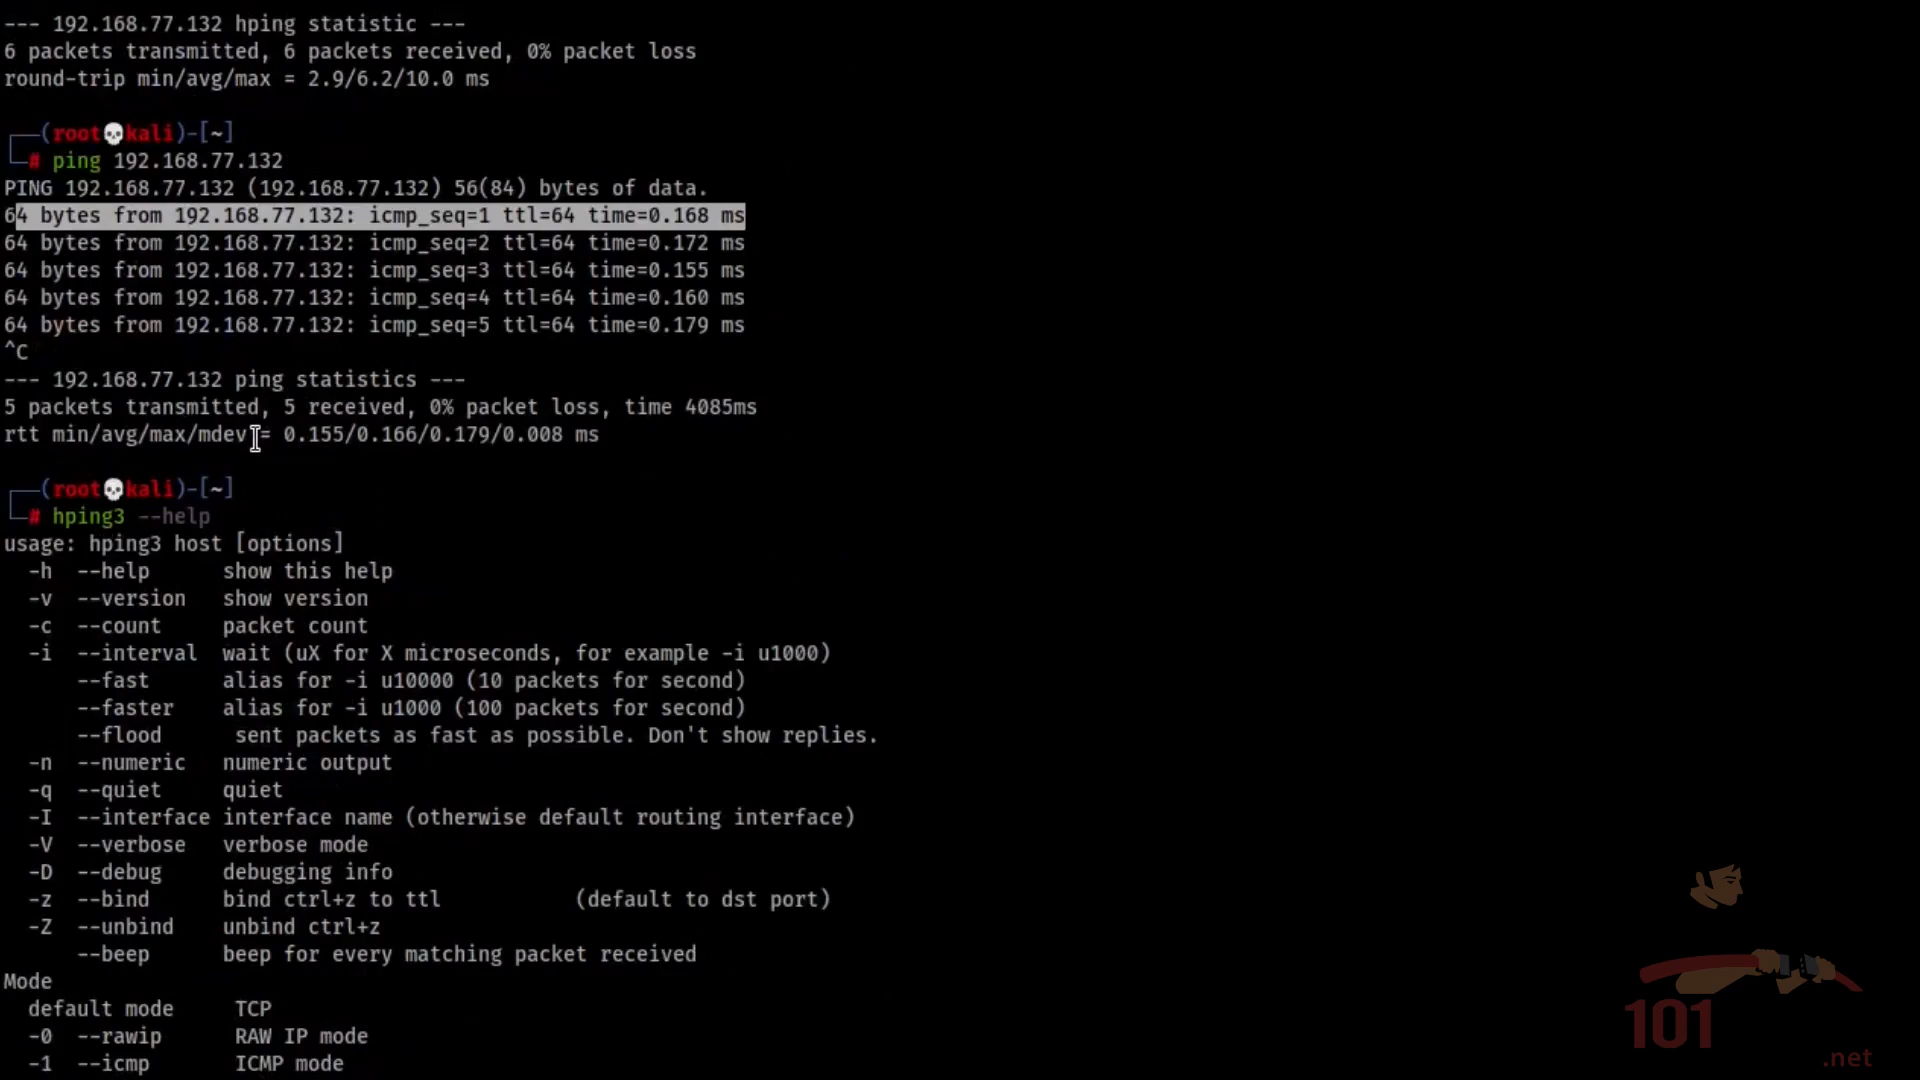 --- 192.168.77.132 hping statistic ---
6 packets transmitted, 6 packets received, 0% packet loss
round-trip min/avg/max = 2.9/6.2/10.0 ms
┌──(root💀kali)-[~]
└─# ping 192.168.77.132
PING 192.168.77.132 (192.168.77.132) 56(84) bytes of data.
64 bytes from 192.168.77.132: icmp_seq=1 ttl=64 time=0.168 ms
64 bytes from 192.168.77.132: icmp_seq=2 ttl=64 time=0.172 ms
64 bytes from 192.168.77.132: icmp_seq=3 ttl=64 time=0.155 ms
64 bytes from 192.168.77.132: icmp_seq=4 ttl=64 time=0.160 ms
64 bytes from 192.168.77.132: icmp_seq=5 ttl=64 time=0.179 ms
^C
--- 192.168.77.132 ping statistics ---
5 packets transmitted, 5 received, 0% packet loss, time 4085ms
rtt min/avg/max/mdev = 0.155/0.166/0.179/0.008 ms
┌──(root💀kali)-[~]
└─# hping3 --help
usage: hping3 host [options]
  -h  --help      show this help
  -v  --version   show version
  -c  --count     packet count
  -i  --interval  wait (uX for X microseconds, for example -i u1000)
      --fast      alias for -i u10000 (10 packets for second)
      --faster    alias for -i u1000 (100 packets for second)
      --flood      sent packets as fast as possible. Don't show replies.
  -n  --numeric   numeric output
  -q  --quiet     quiet
  -I  --interface interface name (otherwise default routing interface)
  -V  --verbose   verbose mode
  -D  --debug     debugging info
  -z  --bind      bind ctrl+z to ttl           (default to dst port)
  -Z  --unbind    unbind ctrl+z
      --beep      beep for every matching packet received
Mode
  default mode     TCP
  -0  --rawip      RAW IP mode
  -1  --icmp       ICMP mode
101
.net